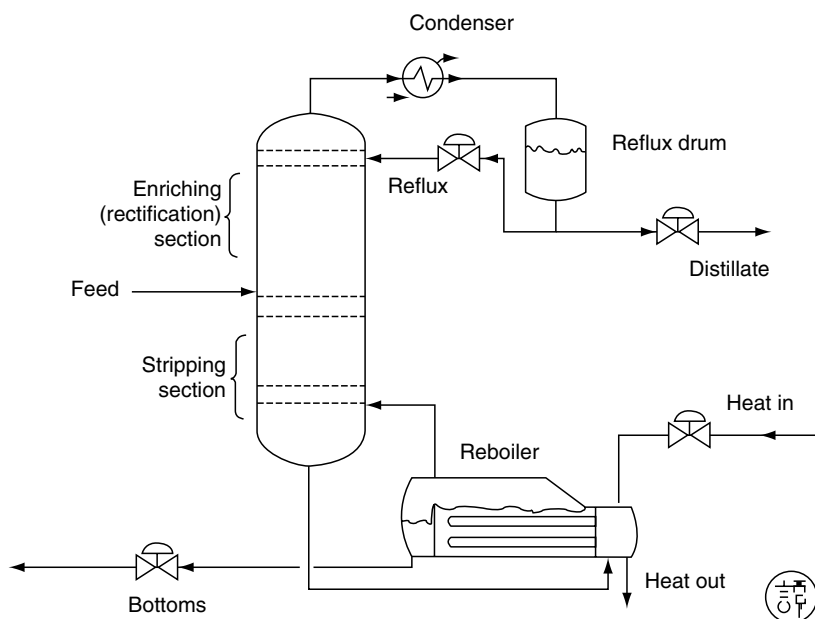 Condenser
Reflux drum
Reflux
Enriching
(rectification)
section
Distillate
Feed
Stripping
section
Heat in
Reboiler
Heat out
Bottoms